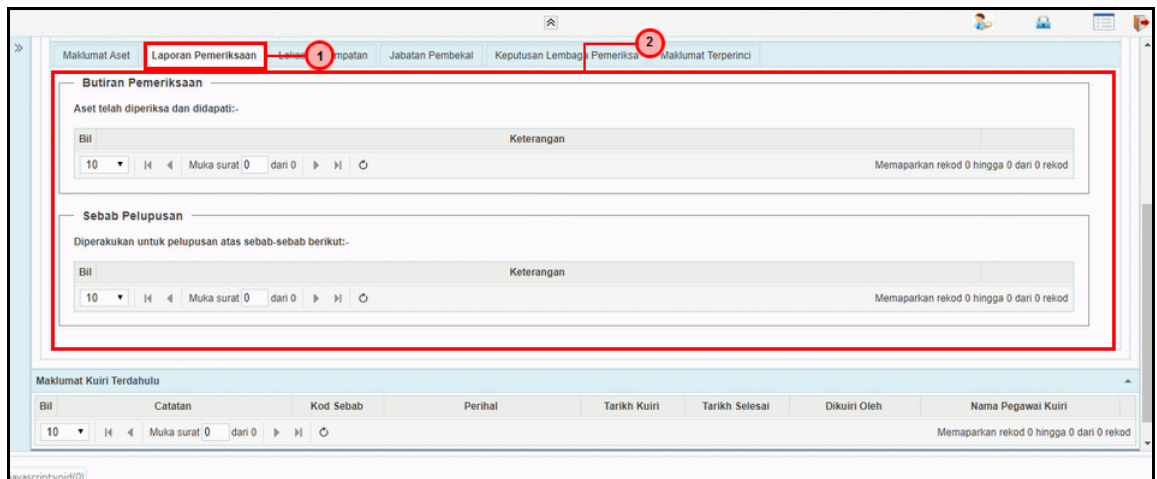 Maklumat Aset Laporan Pemeriksaan 1 Jabatan Pembekal Keputusan Lembaga Pemeriksa 2 Maklumat Terperinci
Butiran Pemeriksaan
Aset telah diperiksa dan didapati:-
Bil Keterangan
10 Muka surat 0 dari 0 Memaparkan rekod 0 hingga 0 dari 0 rekod
Sebab Pelupusan
Diperakukan untuk pelupusan atas sebab-sebab berikut:-
Bil Keterangan
10 Muka surat 0 dari 0 Memaparkan rekod 0 hingga 0 dari 0 rekod
Maklumat Kuiri Terdahulu
Bil Catatan Kod Sebab Perihal Tarikh Kuiri Tarikh Selesai Dikuiri Oleh Nama Pegawai Kuiri
10 Muka surat 0 dari 0 Memaparkan rekod 0 hingga 0 dari 0 rekod